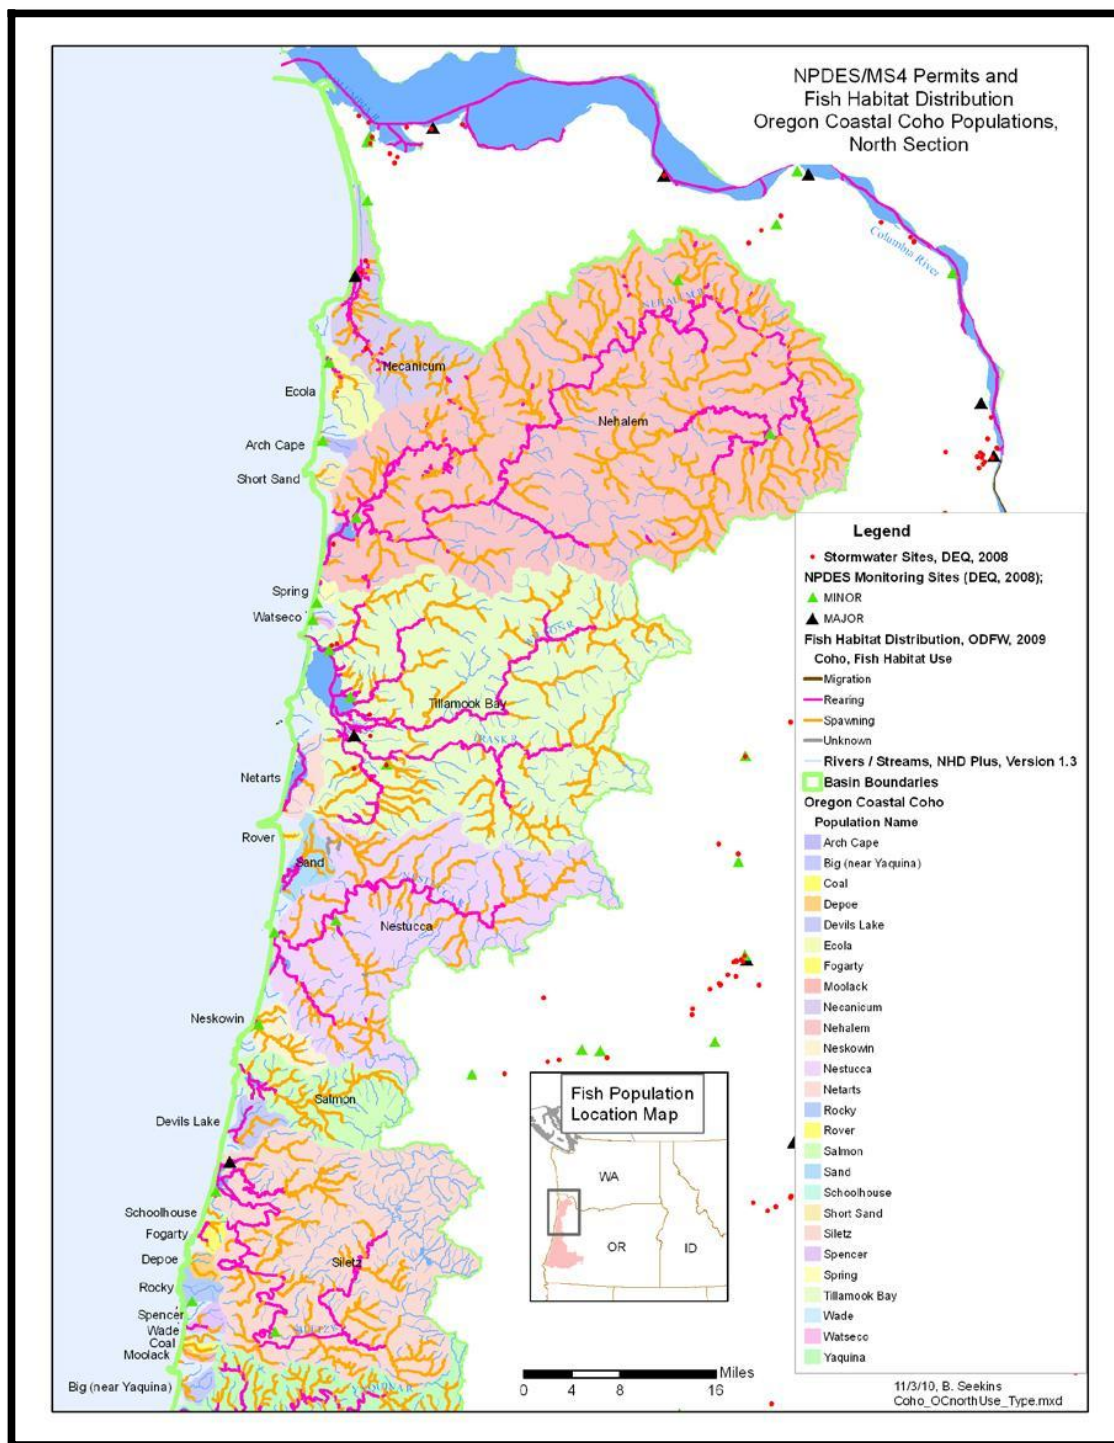 NPDES/MS4 Permits and
Fish Habitat Distribution
Oregon Coastal Coho Populations,
North Section
Columbia River
NEHALEM R
Necanicum
Ecola
Nehalem
Arch Cape
Short Sand
Spring
Watseco
WILSON R
Tillamook Bay
TRASK R
Netarts
Rover
Sand
Nestucca
Neskowin
Salmon
Devils Lake
Schoolhouse
Fogarty
Depoe
Siletz
Rocky
Spencer
Wade
Coal
Moolack
SILETZ R
YAQUINA R
Big (near Yaquina)
Legend
Stormwater Sites, DEQ, 2008
NPDES Monitoring Sites (DEQ, 2008);
MINOR
MAJOR
Fish Habitat Distribution, ODFW, 2009
Coho, Fish Habitat Use
Migration
Rearing
Spawning
Unknown
Rivers / Streams, NHD Plus, Version 1.3
Basin Boundaries
Oregon Coastal Coho
Population Name
Arch Cape
Big (near Yaquina)
Coal
Depoe
Devils Lake
Ecola
Fogarty
Moolack
Necanicum
Nehalem
Neskowin
Nestucca
Netarts
Rocky
Rover
Salmon
Sand
Schoolhouse
Short Sand
Siletz
Spencer
Spring
Tillamook Bay
Wade
Watseco
Yaquina
Fish Population
Location Map
WA
OR
ID
Miles
0 4 8 16
11/3/10, B. Seekins
Coho_OCnorthUse_Type.mxd